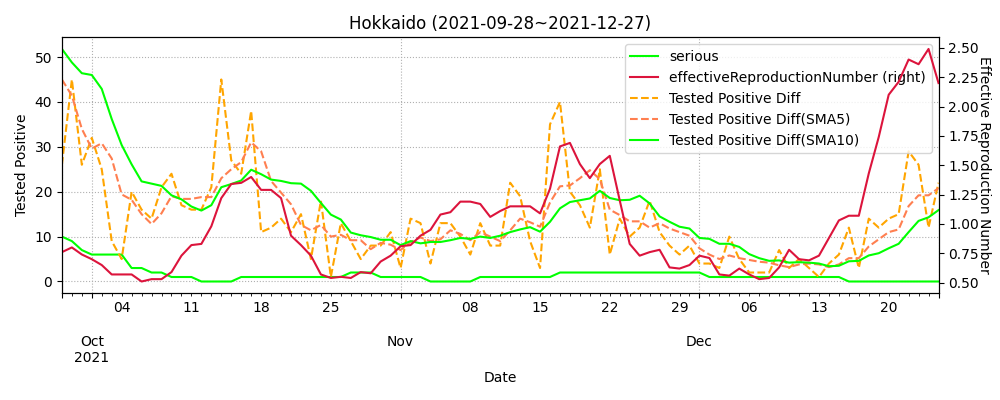 Hokkaido (2021-09-28~2021-12-27)
serious
effectiveReproductionNumber (right)
Tested Positive Diff
Tested Positive Diff(SMA5)
Tested Positive Diff(SMA10)
Tested Positive
50
40
30
20
10
0
2.50
2.25
2.00
1.75
1.50
1.25
1.00
0.75
0.50
Effective Reproduction Number
04 11 18 25 08 15 22 29 06 13 20
Oct Nov Dec
2021
Date